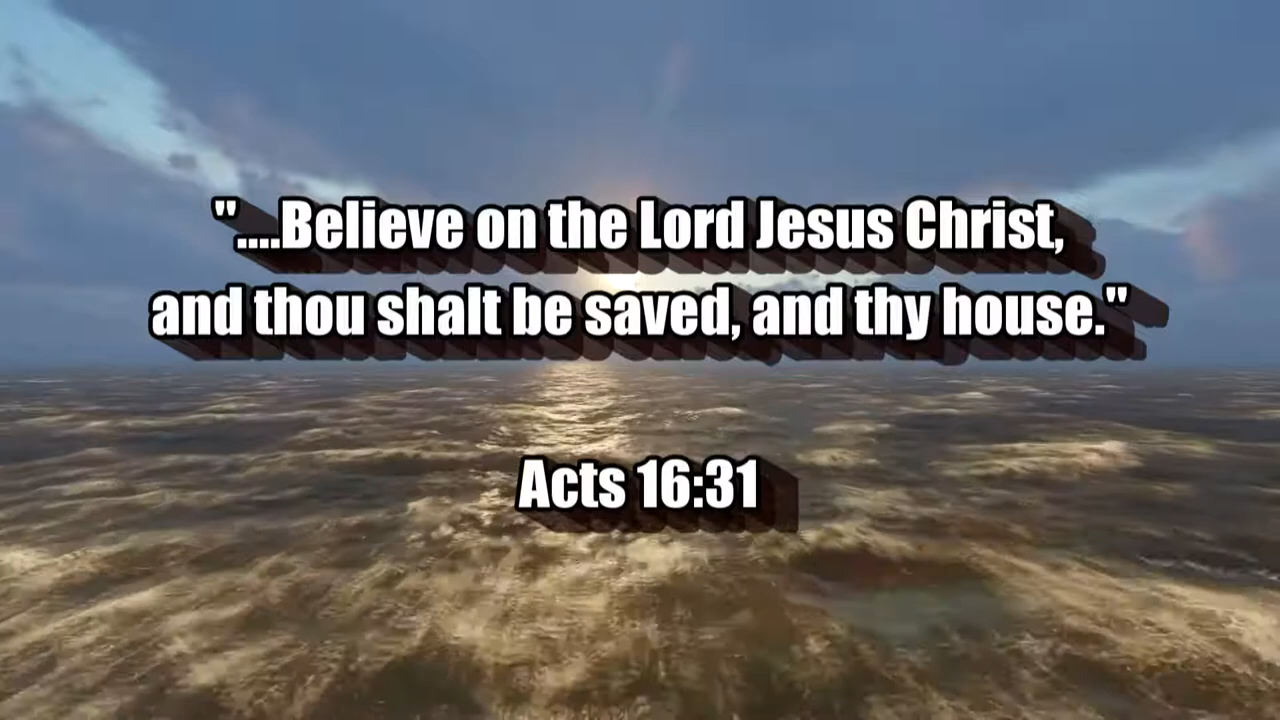 "....Believe on the Lord Jesus Christ,
and thou shalt be saved, and thy house."
Acts 16:31